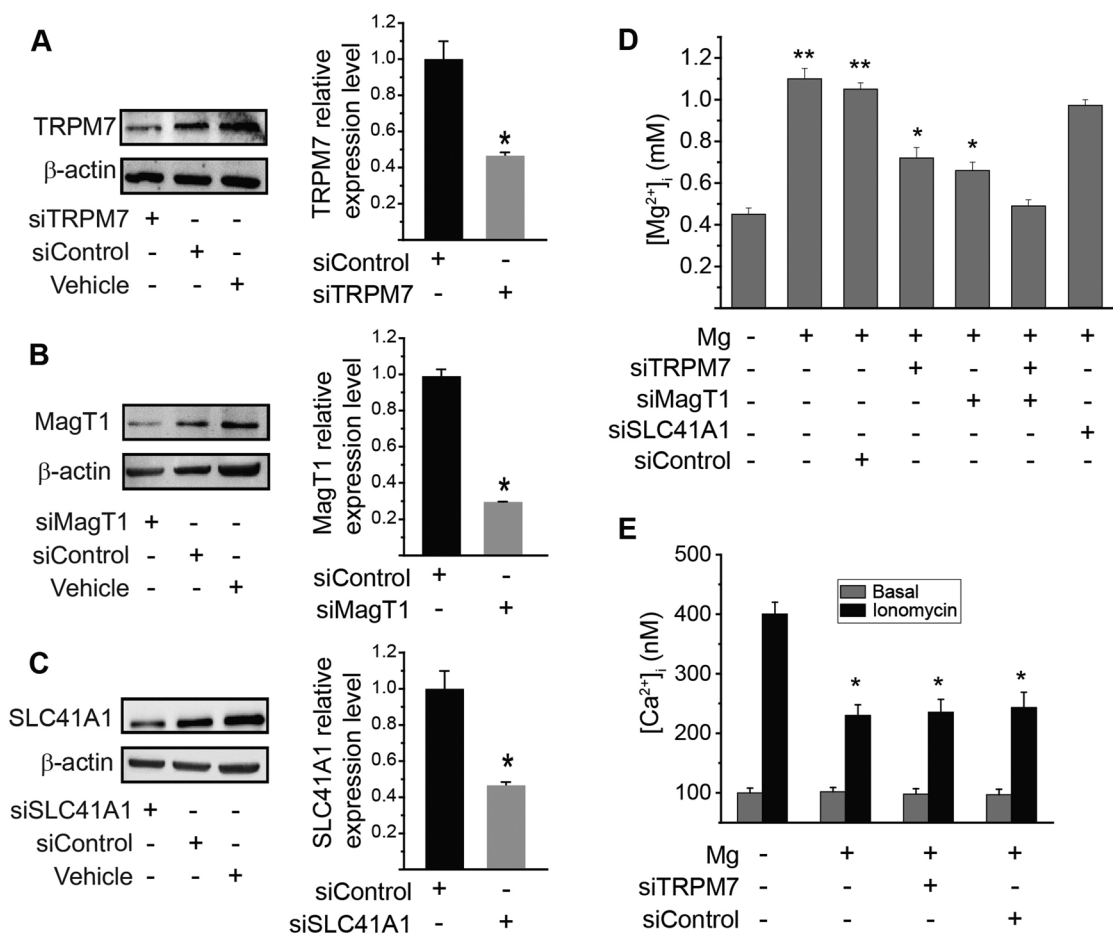 A
TRPM7
β-actin
siTRPM7 + - -
siControl - + -
Vehicle - - +
TRPM7 relative
expression level
1.2
1.0
0.8
0.6
0.4
0.2
*
siControl + -
siTRPM7 - +
B
MagT1
β-actin
siMagT1 + - -
siControl - + -
Vehicle - - +
MagT1 relative
expression level
1.2
1.0
0.8
0.6
0.4
0.2
*
siControl + -
siMagT1 - +
C
SLC41A1
β-actin
siSLC41A1 + - -
siControl - + -
Vehicle - - +
SLC41A1 relative
expression level
1.2
1.0
0.8
0.6
0.4
0.2
*
siControl + -
siSLC41A1 - +
D
[Mg²⁺]ᵢ (mM)
1.2
1.0
0.8
0.6
0.4
0.2
** ** * *
Mg - + + + + + +
siTRPM7 - - - + - + -
siMagT1 - - - - + + -
siSLC41A1 - - - - - - +
siControl - - + - - - -
E
[Ca²⁺]ᵢ (nM)
500
400
300
200
100
Basal
Ionomycin
* * *
Mg - + + +
siTRPM7 - - + -
siControl - - - +